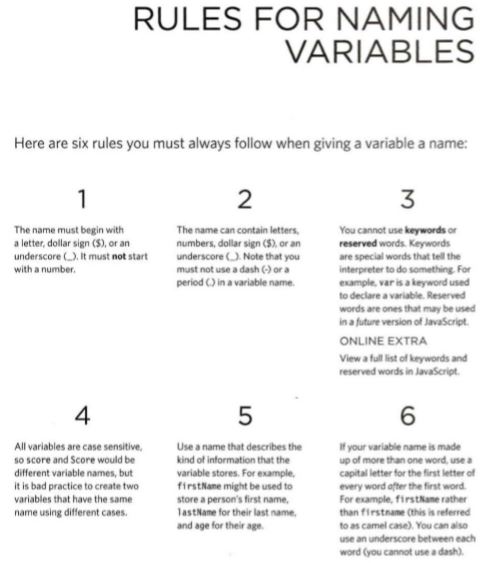 RULES FOR NAMING
VARIABLES
Here are six rules you must always follow when giving a variable a name:
1
The name must begin with
a letter, dollar sign ($), or an
underscore (_). It must not start
with a number.
2
The name can contain letters,
numbers, dollar sign ($), or an
underscore (_). Note that you
must not use a dash (-) or a
period (.) in a variable name.
3
You cannot use keywords or
reserved words. Keywords
are special words that tell the
interpreter to do something. For
example, var is a keyword used
to declare a variable. Reserved
words are ones that may be used
in a future version of JavaScript.
ONLINE EXTRA
View a full list of keywords and
reserved words in JavaScript.
4
All variables are case sensitive,
so score and Score would be
different variable names, but
it is bad practice to create two
variables that have the same
name using different cases.
5
Use a name that describes the
kind of information that the
variable stores. For example,
firstName might be used to
store a person's first name,
lastName for their last name,
and age for their age.
6
If your variable name is made
up of more than one word, use a
capital letter for the first letter of
every word after the first word.
For example, firstName rather
than firstname (this is referred
to as camel case). You can also
use an underscore between each
word (you cannot use a dash).